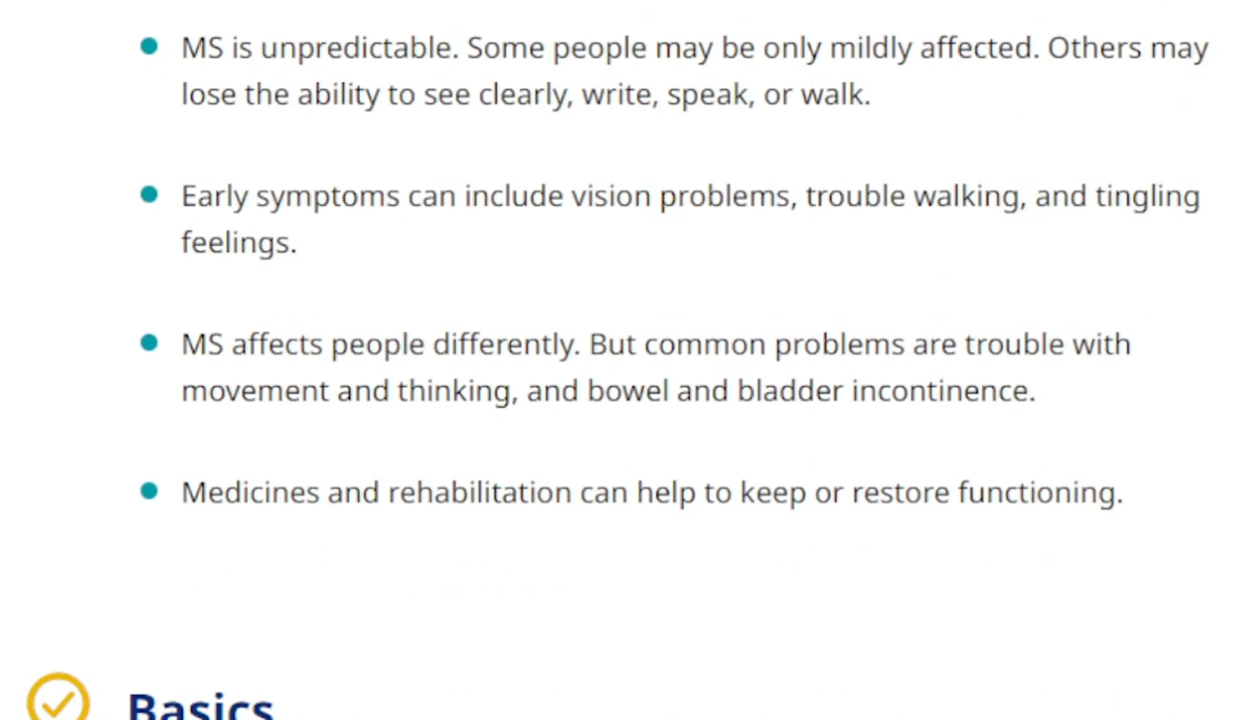 MS is unpredictable. Some people may be only mildly affected. Others may
lose the ability to see clearly, write, speak, or walk.
Early symptoms can include vision problems, trouble walking, and tingling
feelings.
MS affects people differently. But common problems are trouble with
movement and thinking, and bowel and bladder incontinence.
Medicines and rehabilitation can help to keep or restore functioning.
Basics